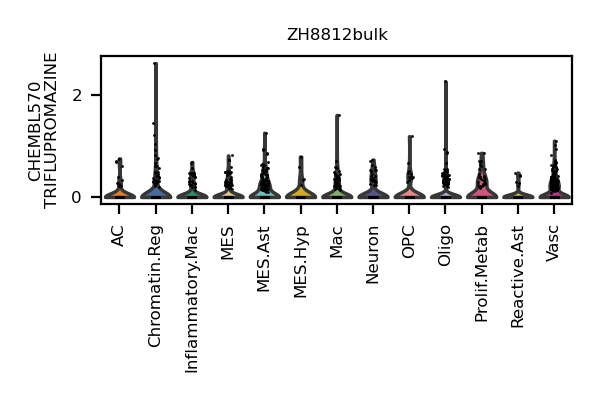 ZH8812bulk
CHEMBL570
TRIFLUPROMAZINE
2
0
AC
Chromatin.Reg
Inflammatory.Mac
MES
MES.Ast
MES.Hyp
Mac
Neuron
OPC
Oligo
Prolif.Metab
Reactive.Ast
Vasc